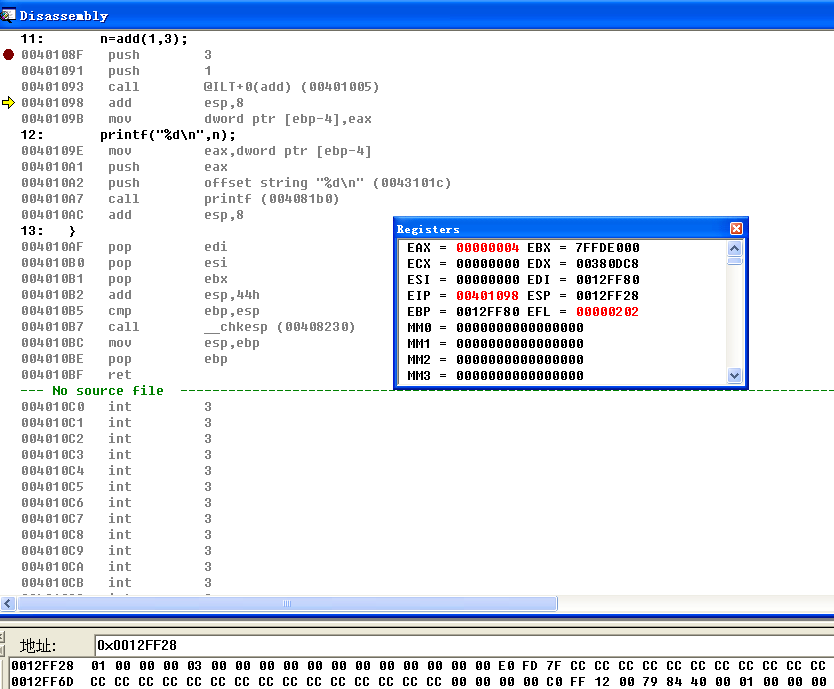 Disassembly
11: n=add(1,3);
0040108F push 3
00401091 push 1
00401093 call @ILT+0(add) (00401005)
00401098 add esp,8
0040109B mov dword ptr [ebp-4],eax
12: printf("%d\n",n);
0040109E mov eax,dword ptr [ebp-4]
004010A1 push eax
004010A2 push offset string "%d\n" (0043101c)
004010A7 call printf (004081b0)
004010AC add esp,8
13: }
004010AF pop edi
004010B0 pop esi
004010B1 pop ebx
004010B2 add esp,44h
004010B5 cmp ebp,esp
004010B7 call __chkesp (00408230)
004010BC mov esp,ebp
004010BE pop ebp
004010BF ret
--- No source file ---
004010C0 int 3
004010C1 int 3
004010C2 int 3
004010C3 int 3
004010C4 int 3
004010C5 int 3
004010C6 int 3
004010C7 int 3
004010C8 int 3
004010C9 int 3
004010CA int 3
004010CB int 3
Registers
EAX = 00000004 EBX = 7FFDE000
ECX = 00000000 EDX = 00380DC8
ESI = 00000000 EDI = 0012FF80
EIP = 00401098 ESP = 0012FF28
EBP = 0012FF80 EFL = 00000202
MM0 = 0000000000000000
MM1 = 0000000000000000
MM2 = 0000000000000000
MM3 = 0000000000000000
地址: 0x0012FF28
0012FF28 01 00 00 00 03 00 00 00 00 00 00 00 00 00 00 00 00 E0 FD 7F CC CC CC CC CC CC CC CC CC CC CC
0012FF6D CC CC CC CC CC CC CC CC CC CC CC CC CC CC CC 00 00 00 00 C0 FF 12 00 79 84 40 00 01 00 00 00